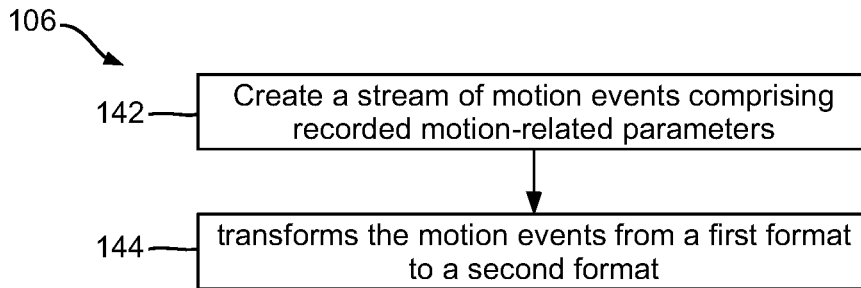 106
142
Create a stream of motion events comprising
recorded motion-related parameters
144
transforms the motion events from a first format
to a second format